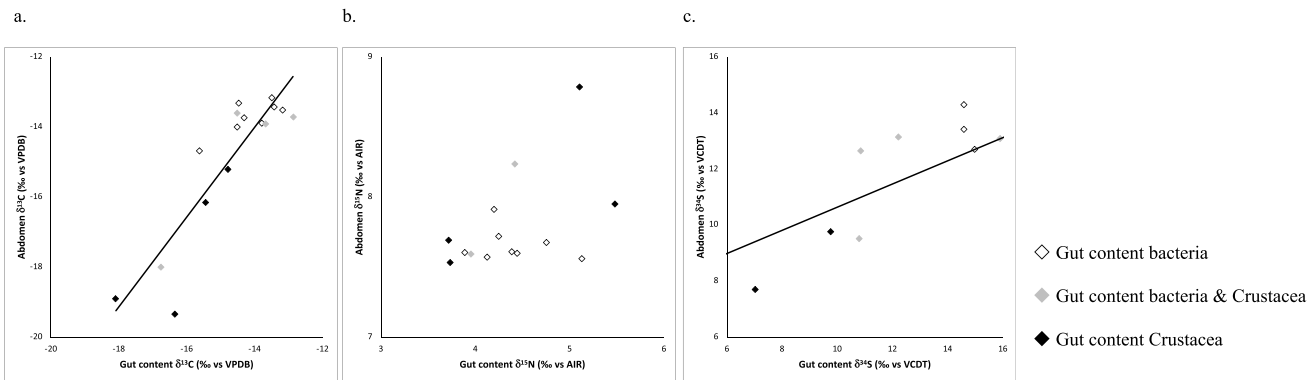 a.
b.
c.
-12
-14
-16
-18
-20
-20
-18
-16
-14
-12
Abdomen δ¹³C (‰ vs VPDB)
Gut content δ¹³C (‰ vs VPDB)
9
8
7
3
4
5
6
Abdomen δ¹⁵N (‰ vs AIR)
Gut content δ¹⁵N (‰ vs AIR)
16
14
12
10
8
6
6
8
10
12
14
16
Abdomen δ³⁴S (‰ vs VCDT)
Gut content δ³⁴S (‰ vs VCDT)
Gut content bacteria
Gut content bacteria & Crustacea
Gut content Crustacea